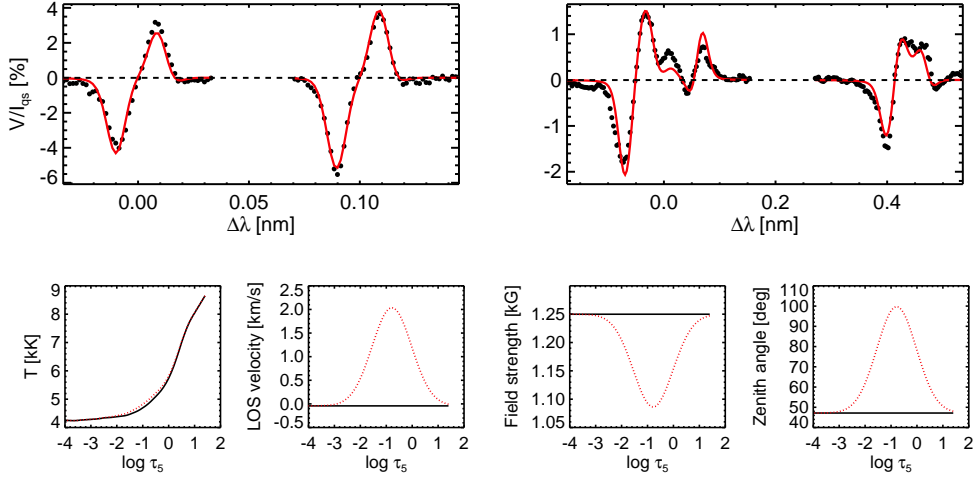 V/I_qs [%]
4
2
0
-2
-4
-6
0.00
0.05
0.10
Δλ [nm]
1
0
-1
-2
0.0
0.2
0.4
Δλ [nm]
T [kK]
9
8
7
6
5
4
-4 -3 -2 -1 0 1 2
log τ₅
LOS velocity [km/s]
2.5
2.0
1.5
1.0
0.5
0.0
-0.5
-4 -3 -2 -1 0 1 2
log τ₅
Field strength [kG]
1.25
1.20
1.15
1.10
1.05
-4 -3 -2 -1 0 1 2
log τ₅
Zenith angle [deg]
110
100
90
80
70
60
50
40
-4 -3 -2 -1 0 1 2
log τ₅